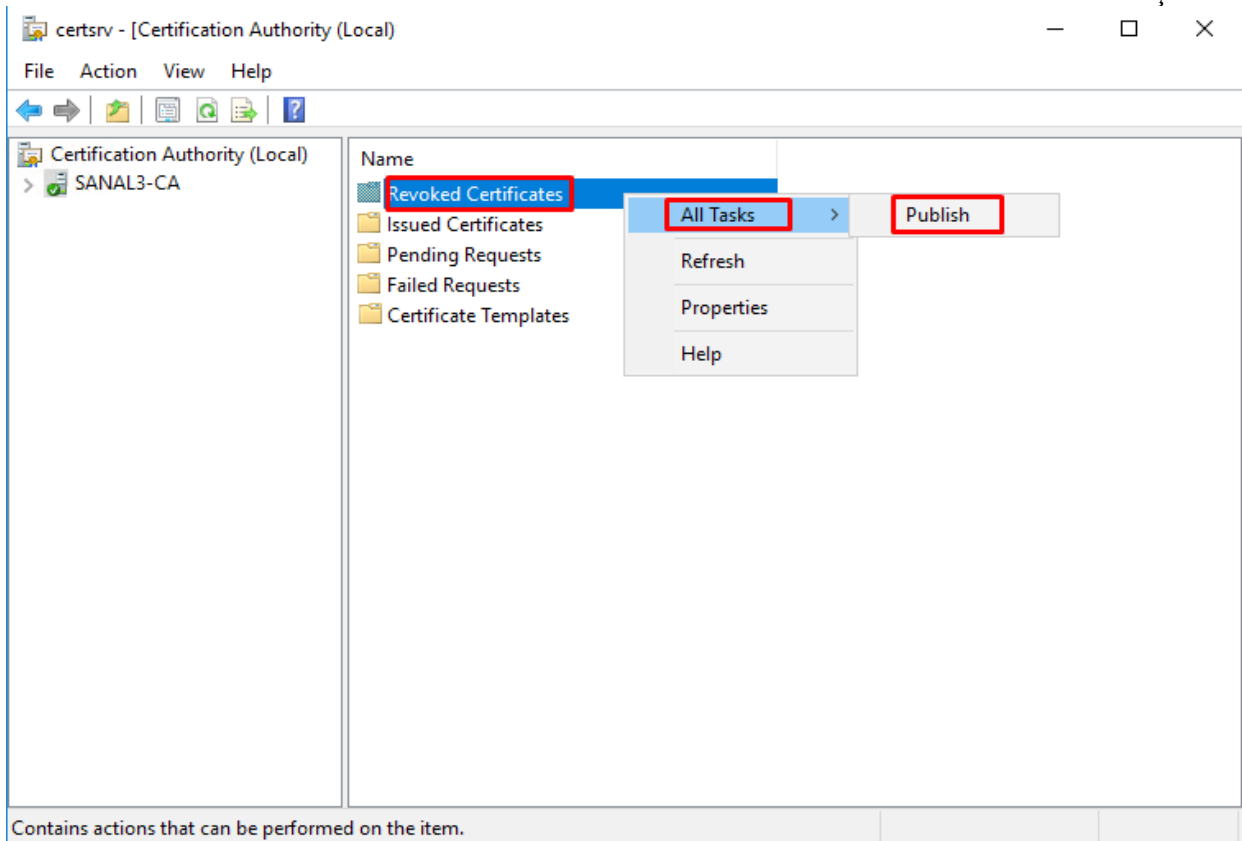 certsrv - [Certification Authority (Local)
File Action View Help
Certification Authority (Local)
SANAL3-CA
Name
Revoked Certificates
Issued Certificates
Pending Requests
Failed Requests
Certificate Templates
All Tasks
Refresh
Properties
Help
Publish
Contains actions that can be performed on the item.